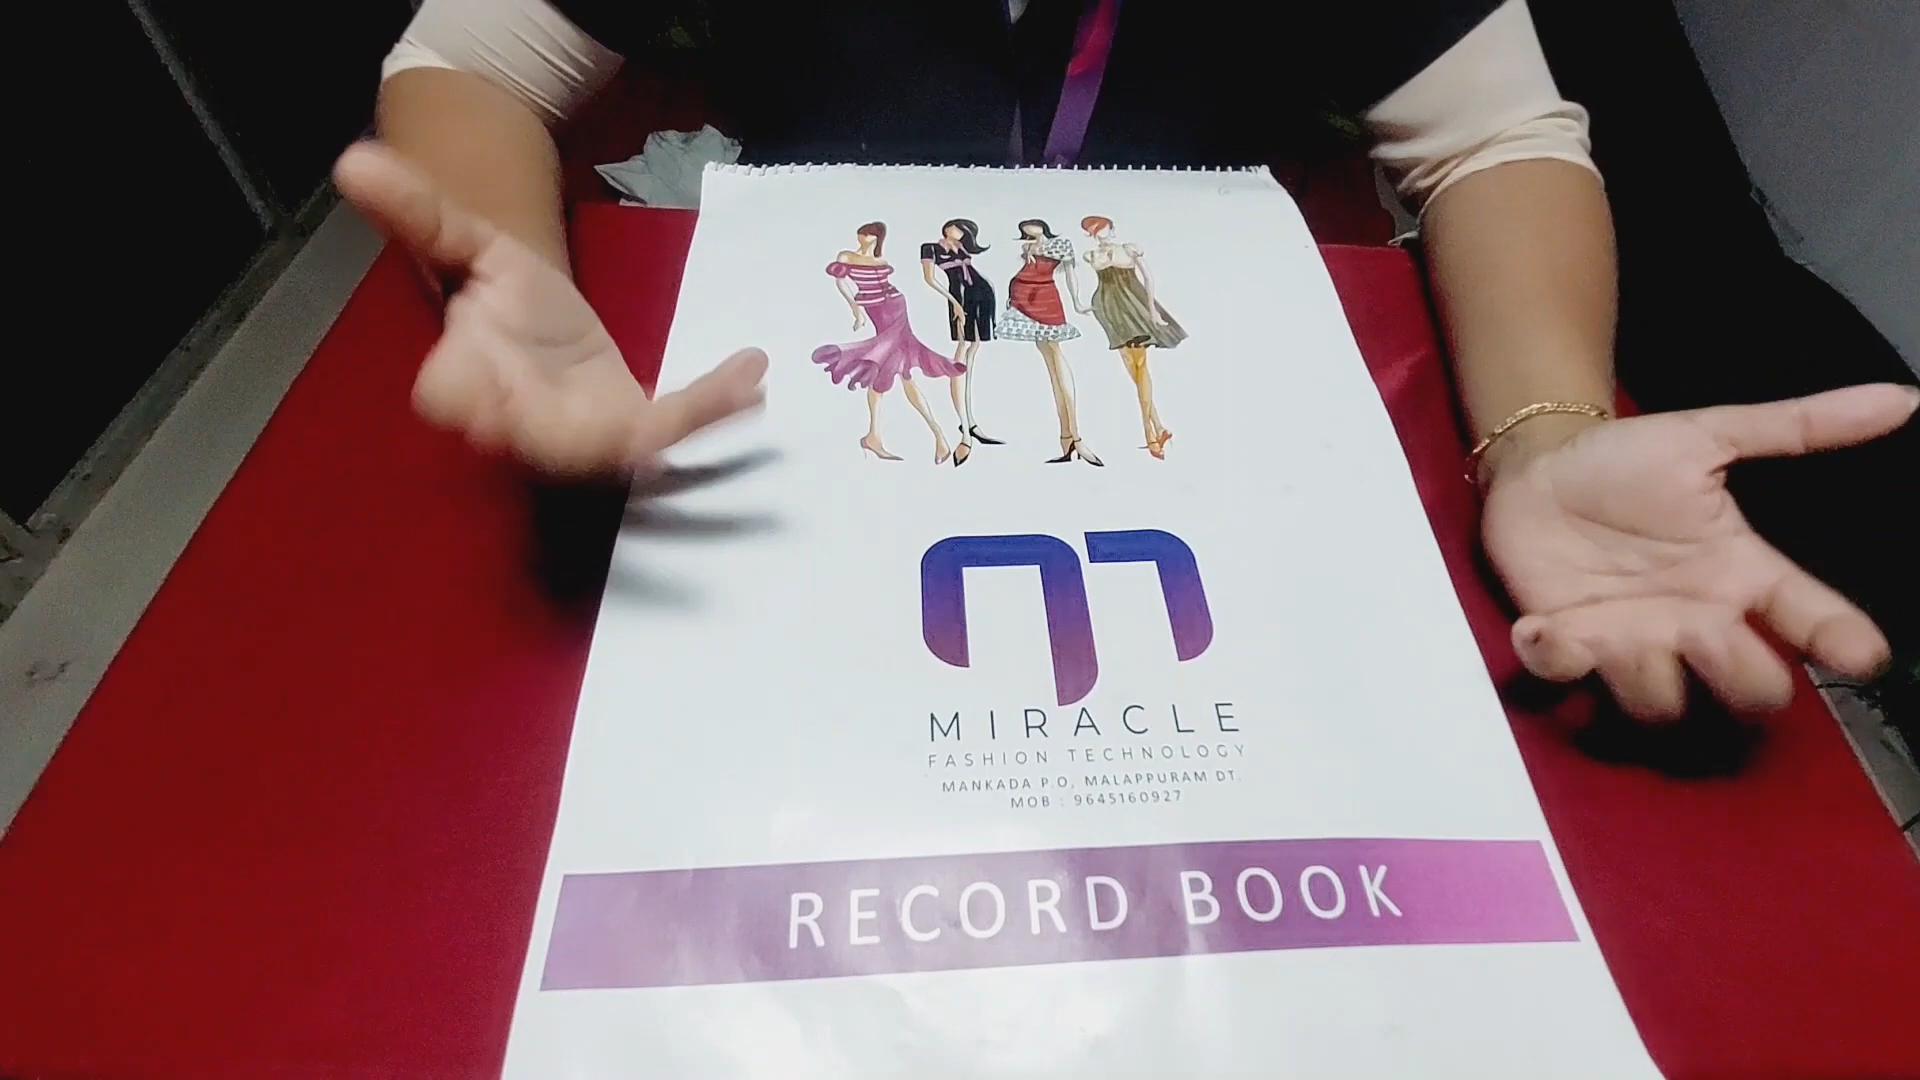 MIRACLE
FASHION TECHNOLOGY
MANKADA P.O, MALAPPURAM DT.
MOB : 9645160927
RECORD BOOK